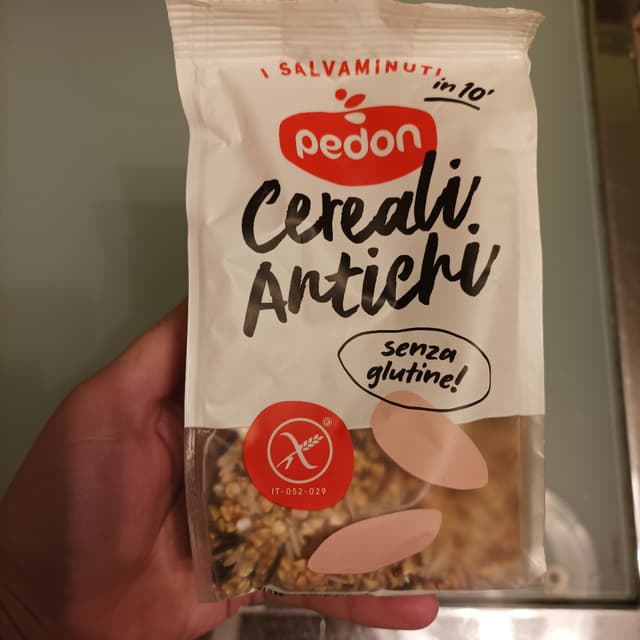 I SALVAMINUTI
in 10'
pedon
Cereali
Antichi
senza
glutine!
®
IT-052-029